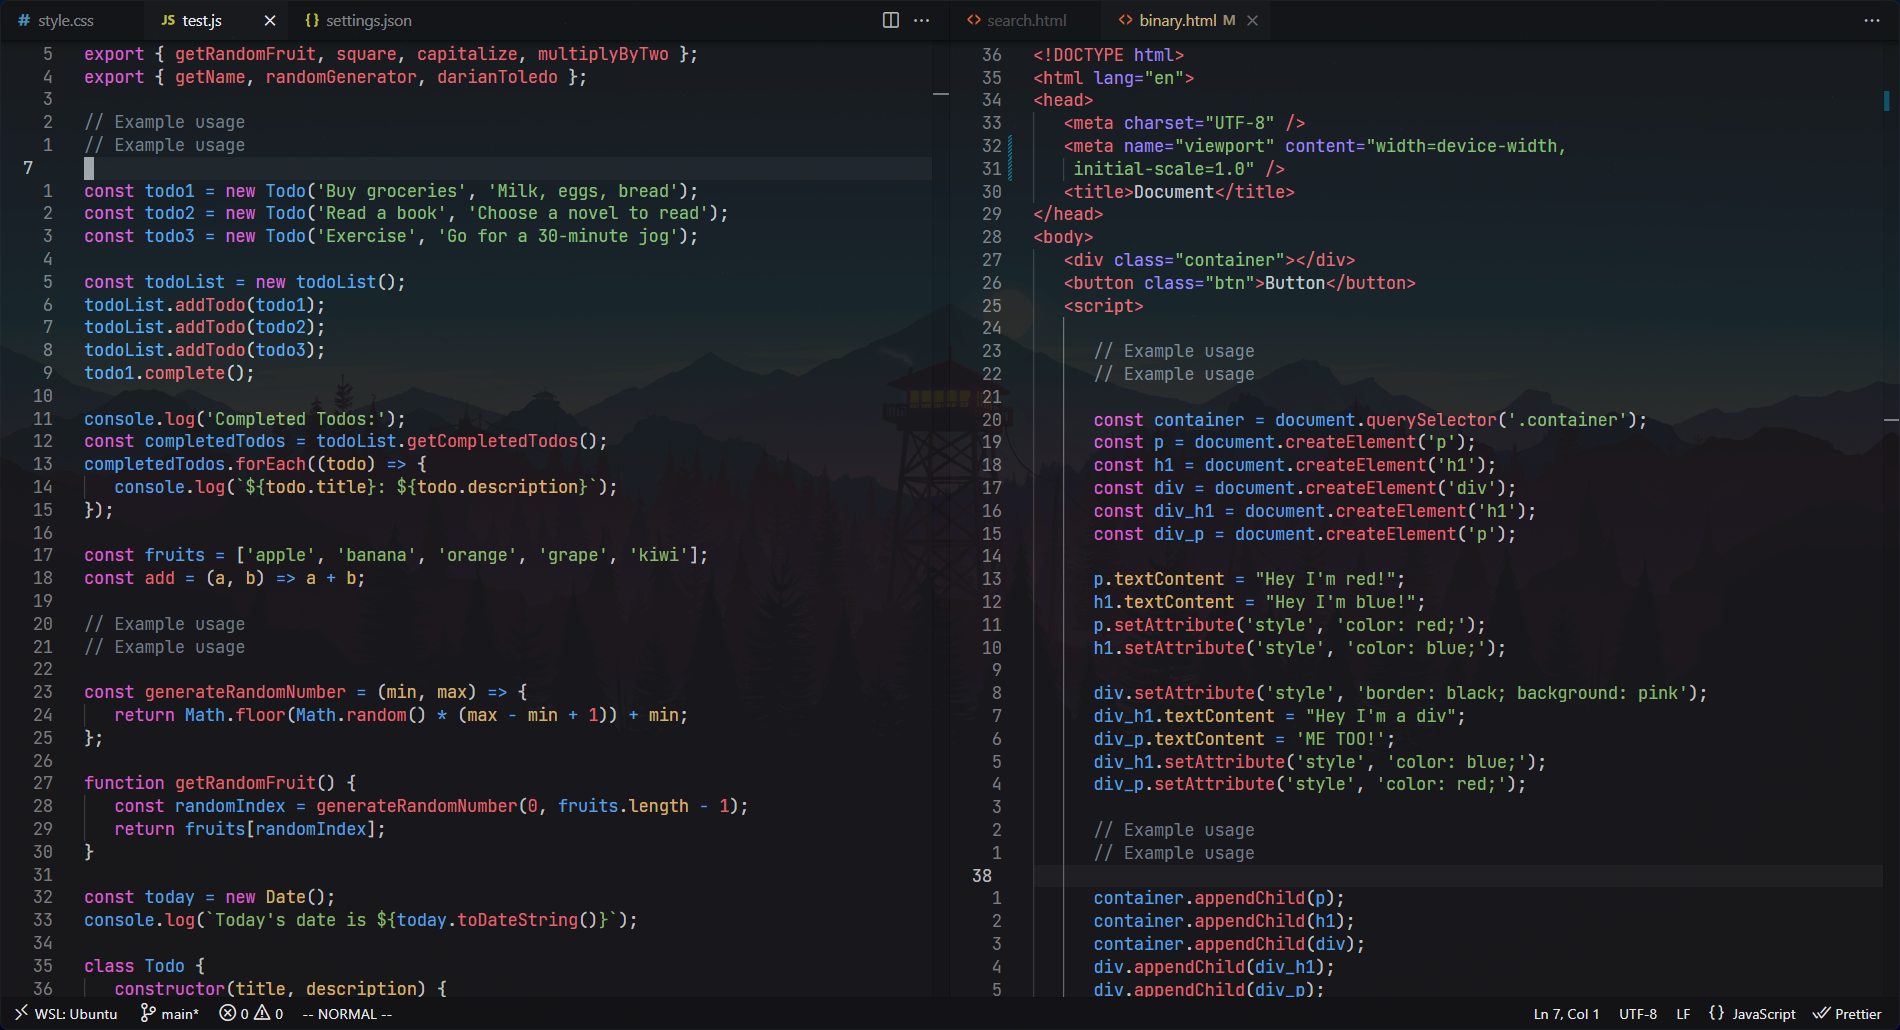 # style.css
JS test.js
{} settings.json
···
<> search.html
<> binary.html M
···
5 export { getRandomFruit, square, capitalize, multiplyByTwo };
4 export { getName, randomGenerator, darianToledo };
3
2 // Example usage
1 // Example usage
7
1 const todo1 = new Todo('Buy groceries', 'Milk, eggs, bread');
2 const todo2 = new Todo('Read a book', 'Choose a novel to read');
3 const todo3 = new Todo('Exercise', 'Go for a 30-minute jog');
4
5 const todoList = new todoList();
6 todoList.addTodo(todo1);
7 todoList.addTodo(todo2);
8 todoList.addTodo(todo3);
9 todo1.complete();
10
11 console.log('Completed Todos:');
12 const completedTodos = todoList.getCompletedTodos();
13 completedTodos.forEach((todo) => {
14 console.log(`${todo.title}: ${todo.description}`);
15 });
16
17 const fruits = ['apple', 'banana', 'orange', 'grape', 'kiwi'];
18 const add = (a, b) => a + b;
19
20 // Example usage
21 // Example usage
22
23 const generateRandomNumber = (min, max) => {
24 return Math.floor(Math.random() * (max - min + 1)) + min;
25 };
26
27 function getRandomFruit() {
28 const randomIndex = generateRandomNumber(0, fruits.length - 1);
29 return fruits[randomIndex];
30 }
31
32 const today = new Date();
33 console.log(`Today's date is ${today.toDateString()}`);
34
35 class Todo {
36 constructor(title, description) {
36 <!DOCTYPE html>
35 <html lang="en">
34 <head>
33 <meta charset="UTF-8" />
32 <meta name="viewport" content="width=device-width,
31 initial-scale=1.0" />
30 <title>Document</title>
29 </head>
28 <body>
27 <div class="container"></div>
26 <button class="btn">Button</button>
25 <script>
24
23 // Example usage
22 // Example usage
21
20 const container = document.querySelector('.container');
19 const p = document.createElement('p');
18 const h1 = document.createElement('h1');
17 const div = document.createElement('div');
16 const div_h1 = document.createElement('h1');
15 const div_p = document.createElement('p');
14
13 p.textContent = "Hey I'm red!";
12 h1.textContent = "Hey I'm blue!";
11 p.setAttribute('style', 'color: red;');
10 h1.setAttribute('style', 'color: blue;');
9
8 div.setAttribute('style', 'border: black; background: pink');
7 div_h1.textContent = "Hey I'm a div";
6 div_p.textContent = 'ME TOO!';
5 div_h1.setAttribute('style', 'color: blue;');
4 div_p.setAttribute('style', 'color: red;');
3
2 // Example usage
1 // Example usage
38
1 container.appendChild(p);
2 container.appendChild(h1);
3 container.appendChild(div);
4 div.appendChild(div_h1);
5 div.appendChild(div_p);
WSL: Ubuntu
main*
0 0
-- NORMAL --
Ln 7, Col 1
UTF-8
LF
{} JavaScript
Prettier